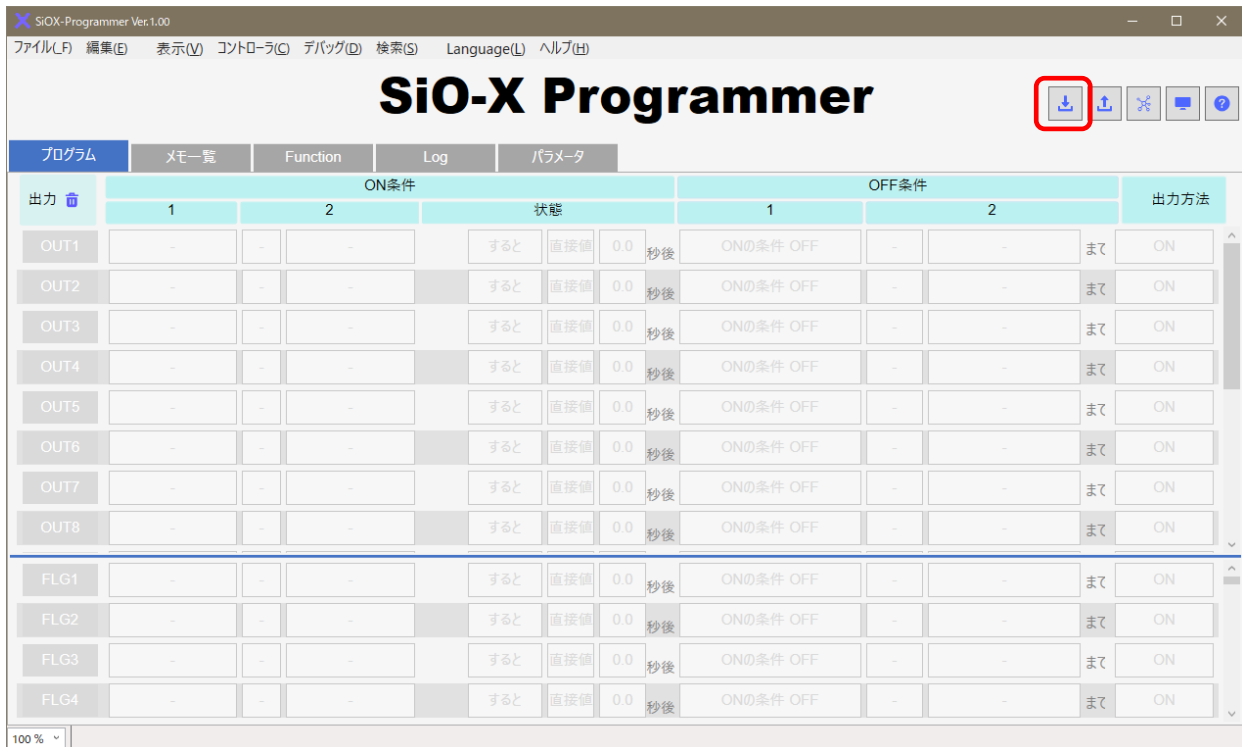 SiOX-Programmer Ver.1.00
ファイル(_F) 編集(E) 表示(V) コントローラ(C) デバッグ(D) 検索(S) Language(L) ヘルプ(H)
SiO-X Programmer
プログラム メモ一覧 Function Log パラメータ
出力 ON条件 OFF条件 出力方法
1 2 状態 1 2
OUT1 - - - すると 直接値 0.0 秒後 ONの条件 OFF - - まで ON
OUT2 - - - すると 直接値 0.0 秒後 ONの条件 OFF - - まで ON
OUT3 - - - すると 直接値 0.0 秒後 ONの条件 OFF - - まで ON
OUT4 - - - すると 直接値 0.0 秒後 ONの条件 OFF - - まで ON
OUT5 - - - すると 直接値 0.0 秒後 ONの条件 OFF - - まで ON
OUT6 - - - すると 直接値 0.0 秒後 ONの条件 OFF - - まで ON
OUT7 - - - すると 直接値 0.0 秒後 ONの条件 OFF - - まで ON
OUT8 - - - すると 直接値 0.0 秒後 ONの条件 OFF - - まで ON
FLG1 - - - すると 直接値 0.0 秒後 ONの条件 OFF - - まで ON
FLG2 - - - すると 直接値 0.0 秒後 ONの条件 OFF - - まで ON
FLG3 - - - すると 直接値 0.0 秒後 ONの条件 OFF - - まで ON
FLG4 - - - すると 直接値 0.0 秒後 ONの条件 OFF - - まで ON
100 %